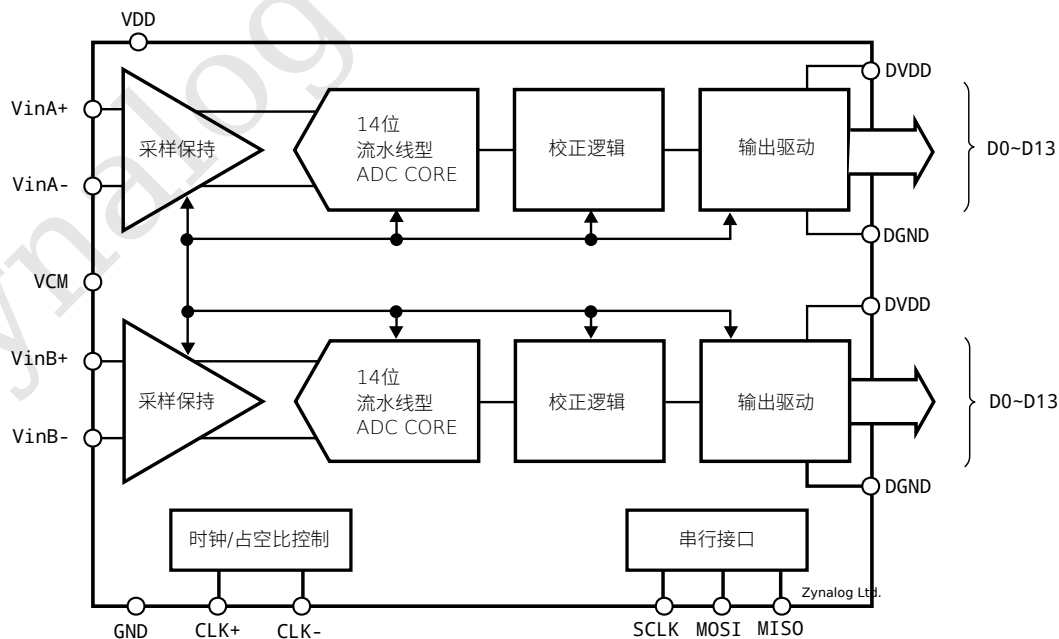 VDD
DVDD
VinA+
14位
流水线型
ADC CORE
采样保持
校正逻辑
输出驱动
D0~D13
VinA-
DGND
VCM
DVDD
VinB+
14位
流水线型
ADC CORE
采样保持
校正逻辑
输出驱动
D0~D13
VinB-
DGND
时钟/占空比控制
串行接口
Zynalog Ltd.
GND
CLK+
CLK-
SCLK
MOSI
MISO
ynalog